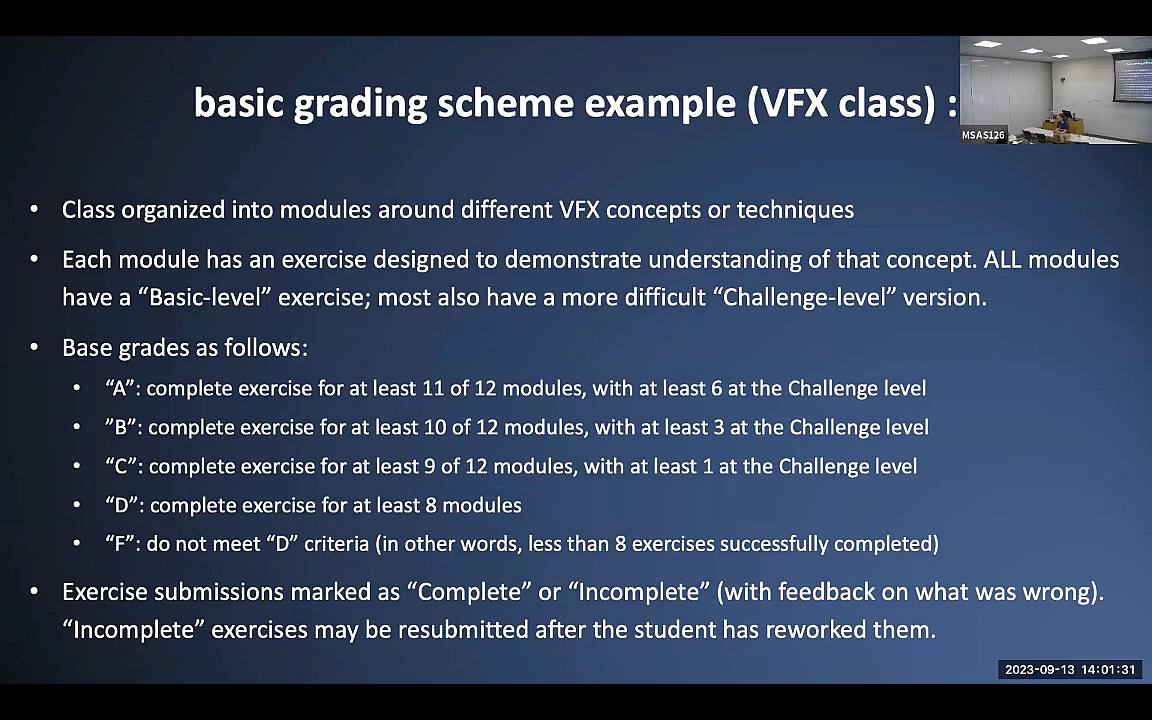 basic grading scheme example (VFX class) :
MSAS126
• Class organized into modules around different VFX concepts or techniques
• Each module has an exercise designed to demonstrate understanding of that concept. ALL modules
have a “Basic-level” exercise; most also have a more difficult “Challenge-level” version.
• Base grades as follows:
• “A”: complete exercise for at least 11 of 12 modules, with at least 6 at the Challenge level
• ”B”: complete exercise for at least 10 of 12 modules, with at least 3 at the Challenge level
• “C”: complete exercise for at least 9 of 12 modules, with at least 1 at the Challenge level
• “D”: complete exercise for at least 8 modules
• “F”: do not meet “D” criteria (in other words, less than 8 exercises successfully completed)
• Exercise submissions marked as “Complete” or “Incomplete” (with feedback on what was wrong).
“Incomplete” exercises may be resubmitted after the student has reworked them.
2023-09-13 14:01:31